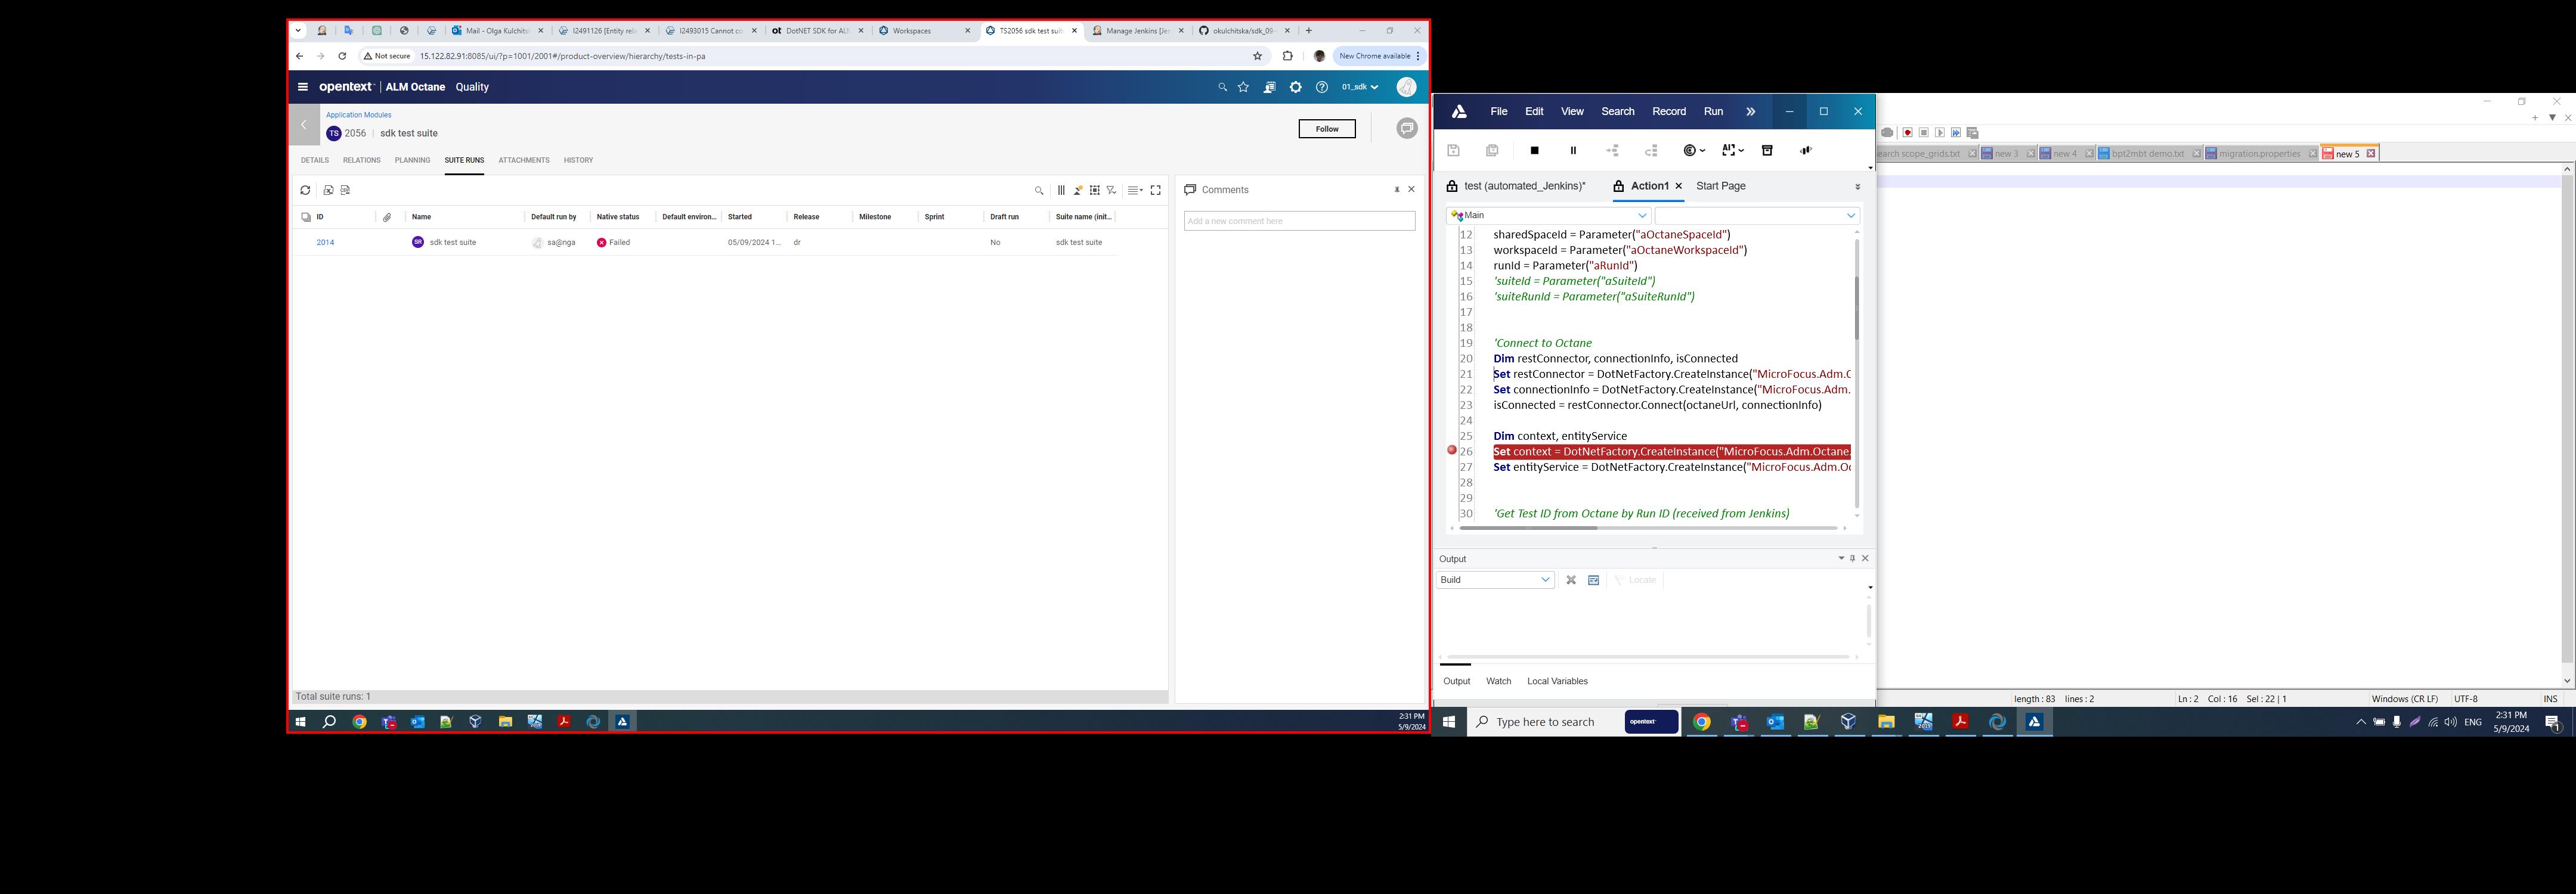 Mail - Olga Kulchits
I2491126 [Entity rel
I2493015 Cannot co
ot DotNET SDK for AL
Workspaces
TS2056 sdk test suit
Manage Jenkins [Je
okulchitska/sdk_09-
Not secure 15.122.82.91:8085/ui/?p=1001/2001#/product-overview/hierarchy/tests-in-pa
New Chrome available
opentext | ALM Octane Quality
01_sdk
Application Modules
TS 2056 | sdk test suite
Follow
DETAILS RELATIONS PLANNING SUITE RUNS ATTACHMENTS HISTORY
Comments
Add a new comment here
ID Name Default run by Native status Default environ... Started Release Milestone Sprint Draft run Suite name (init...
2014 SR sdk test suite sa@nga Failed 05/09/2024 1... dr No sdk test suite
Total suite runs: 1
2:31 PM
5/9/2024
File Edit View Search Record Run
test (automated_Jenkins)* Action1 Start Page
Main
12 sharedSpaceId = Parameter("aOctaneSpaceId")
13 workspaceId = Parameter("aOctaneWorkspaceId")
14 runId = Parameter("aRunId")
15 'suiteId = Parameter("aSuiteId")
16 'suiteRunId = Parameter("aSuiteRunId")
17
18
19 'Connect to Octane
20 Dim restConnector, connectionInfo, isConnected
21 Set restConnector = DotNetFactory.CreateInstance("MicroFocus.Adm.O
22 Set connectionInfo = DotNetFactory.CreateInstance("MicroFocus.Adm.
23 isConnected = restConnector.Connect(octaneUrl, connectionInfo)
24
25 Dim context, entityService
26 Set context = DotNetFactory.CreateInstance("MicroFocus.Adm.Octane.
27 Set entityService = DotNetFactory.CreateInstance("MicroFocus.Adm.Oc
28
29
30 'Get Test ID from Octane by Run ID (received from Jenkins)
Output
Build
Locate
Output Watch Local Variables
Type here to search
opentext
earch scope_grids.txt
new 3
new 4
bpt2mbt demo.txt
migration.properties
new 5
length : 83 lines : 2
Ln : 2 Col : 16 Sel : 22 | 1
Windows (CR LF)
UTF-8
INS
ENG
2:31 PM
5/9/2024
1